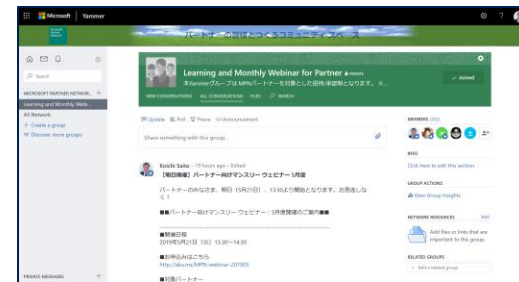 Microsoft | Yammer
パートナーの皆様とつくるコミュニティスペース
Search
MICROSOFT PARTNER NETWOR...
Learning and Monthly Web...
All Network
+ Create a group
Discover more groups
PRIVATE MESSAGES
Learning and Monthly Webinar for Partner
本Yammerグループは MPNパートナーを対象とした招待/承認制となります。
NEW CONVERSATIONS ALL CONVERSATIONS FILES SEARCH
Joined
Update Poll Praise Announcement
Share something with this group...
Koichi Saito – 19 hours ago – Edited
【明日開催】パートナー向けマンスリー ウェビナー 5月度
パートナーのみなさま、明日（5月21日）、13:30より開始となります。お見逃しなく！
■■パートナー向けマンスリー ウェビナー：5月度開催のご案内■■
■開催日程
2019年5月21日（火）13:30~14:30
■お申込みはこちら
http://aka.ms/MPN-webinar-201905
■対象パートナー
MEMBERS
INFO
Click here to edit this section.
GROUP ACTIONS
View Group Insights
NETWORK RESOURCES Add
Add files or links that are
important to this group.
RELATED GROUPS
+ Add a related group